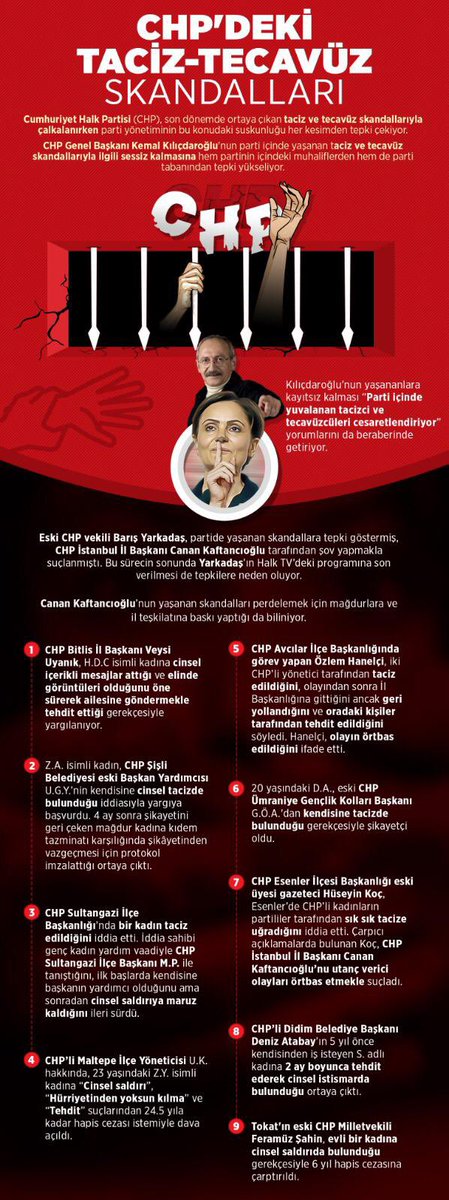 CHP'DEKİ
TACİZ-TECAVÜZ
SKANDALLARI
Cumhuriyet Halk Partisi (CHP), son dönemde ortaya çıkan taciz ve tecavüz skandallarıyla
çalkalanırken parti yönetiminin bu konudaki suskunluğu her kesimden tepki çekiyor.
CHP Genel Başkanı Kemal Kılıçdaroğlu'nun parti içinde yaşanan taciz ve tecavüz
skandallarıyla ilgili sessiz kalmasına hem partinin içindeki muhaliflerden hem de parti
tabanından tepki yükseliyor.
CHP
CHP
Kılıçdaroğlu'nun yaşananlara
kayıtsız kalması "Parti içinde
yuvalanan tacizci ve
tecavüzcüleri cesaretlendiriyor"
yorumlarını da beraberinde
getiriyor.
Eski CHP vekili Barış Yarkadaş, partide yaşanan skandallara tepki göstermiş,
CHP İstanbul İl Başkanı Canan Kaftancıoğlu tarafından şov yapmakla
suçlanmıştı. Bu sürecin sonunda Yarkadaş'ın Halk TV'deki programına son
verilmesi de tepkilere neden oluyor.
Canan Kaftancıoğlu'nun yaşanan skandalları perdelemek için mağdurlara ve
il teşkilatına baskı yaptığı da biliniyor.
1
CHP Bitlis İl Başkanı Veysi
Uyanık, H.D.C isimli kadına cinsel
içerikli mesajlar attığı ve elinde
görüntüleri olduğunu öne
sürerek ailesine göndermekle
tehdit ettiği gerekçesiyle
yargılanıyor.
2
Z.A. isimli kadın, CHP Şişli
Belediyesi eski Başkan Yardımcısı
U.G.Y.'nin kendisine cinsel tacizde
bulunduğu iddiasıyla yargıya
başvurdu. 4 ay sonra şikayetini
geri çeken mağdur kadına kıdem
tazminatı karşılığında şikâyetinden
vazgeçmesi için protokol
imzalattığı ortaya çıktı.
3
CHP Sultangazi İlçe
Başkanlığı'nda bir kadın taciz
edildiğini iddia etti. İddia sahibi
genç kadın yardım vaadiyle CHP
Sultangazi İlçe Başkanı M.P. ile
tanıştığını, ilk başlarda kendisine
başkanın yardımcı olduğunu ama
sonradan cinsel saldırıya maruz
kaldığını ileri sürdü.
4
CHP'li Maltepe İlçe Yöneticisi U.K.
hakkında, 23 yaşındaki Z.Y. isimli
kadına "Cinsel saldırı",
"Hürriyetinden yoksun kılma" ve
"Tehdit" suçlarından 24.5 yıla
kadar hapis cezası istemiyle dava
açıldı.
5
CHP Avcılar İlçe Başkanlığında
görev yapan Özlem Hanelçi, iki
CHP'li yönetici tarafından taciz
edildiğini, olayından sonra İl
Başkanlığına gittiğini ancak geri
yollandığını ve oradaki kişiler
tarafından tehdit edildiğini
söyledi. Hanelçi, olayın örtbas
edildiğini ifade etti.
6
20 yaşındaki D.A., eski CHP
Ümraniye Gençlik Kolları Başkanı
G.Ö.A.'dan kendisine tacizde
bulunduğu gerekçesiyle şikayetçi
oldu.
7
CHP Esenler İlçesi Başkanlığı eski
üyesi gazeteci Hüseyin Koç,
Esenler'de CHP'li kadınların
partililer tarafından sık sık tacize
uğradığını iddia etti. Çarpıcı
açıklamalarda bulunan Koç, CHP
İstanbul İl Başkanı Canan
Kaftancıoğlu'nu utanç verici
olayları örtbas etmekle suçladı.
8
CHP'li Didim Belediye Başkanı
Deniz Atabay'ın 5 yıl önce
kendisinden iş isteyen S. adlı
kadına 2 ay boyunca tehdit
ederek cinsel istismarda
bulunduğu ortaya çıktı.
9
Tokat'ın eski CHP Milletvekili
Feramüz Şahin, evli bir kadına
cinsel saldırıda bulunduğu
gerekçesiyle 6 yıl hapis cezasına
çarptırıldı.